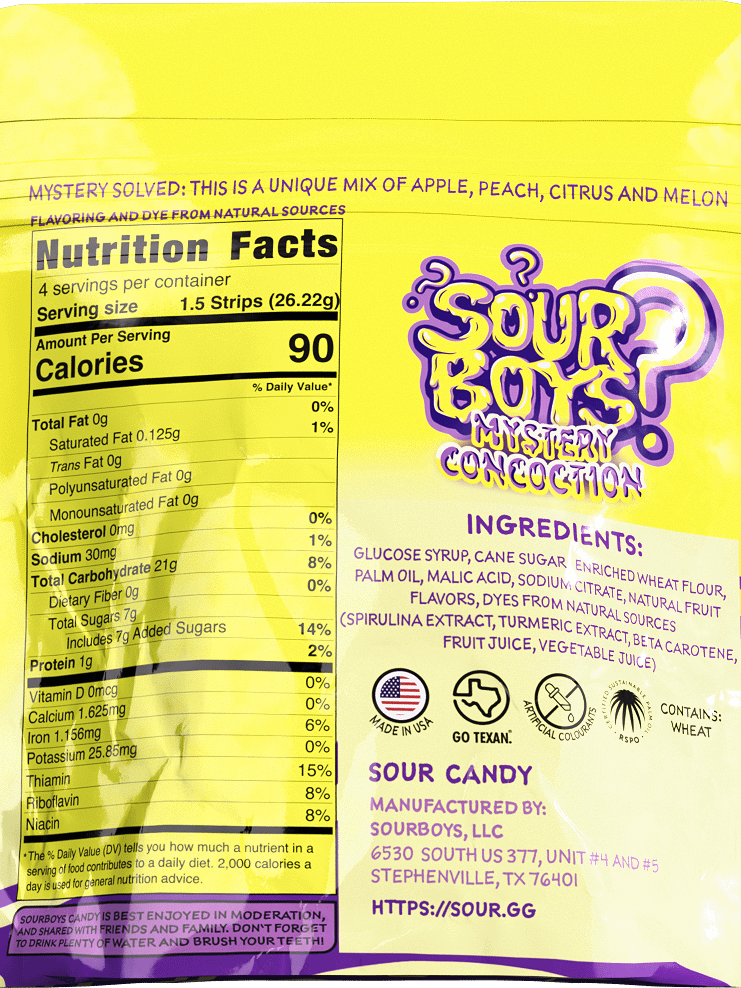 MYSTERY SOLVED: THIS IS A UNIQUE MIX OF APPLE, PEACH, CITRUS AND MELON
FLAVORING AND DYE FROM NATURAL SOURCES
Nutrition Facts
4 servings per container
Serving size 1.5 Strips (26.22g)
Amount Per Serving
Calories 90
% Daily Value*
Total Fat 0g 0%
Saturated Fat 0.125g 1%
Trans Fat 0g
Polyunsaturated Fat 0g
Monounsaturated Fat 0g
Cholesterol 0mg 0%
Sodium 30mg 1%
Total Carbohydrate 21g 8%
Dietary Fiber 0g 0%
Total Sugars 7g
Includes 7g Added Sugars 14%
Protein 1g 2%
Vitamin D 0mcg 0%
Calcium 1.625mg 0%
Iron 1.156mg 6%
Potassium 25.85mg 0%
Thiamin 15%
Riboflavin 8%
Niacin 8%
*The % Daily Value (DV) tells you how much a nutrient in a
serving of food contributes to a daily diet. 2,000 calories a
day is used for general nutrition advice.
SOURBOYS CANDY IS BEST ENJOYED IN MODERATION,
AND SHARED WITH FRIENDS AND FAMILY. DON'T FORGET
TO DRINK PLENTY OF WATER AND BRUSH YOUR TEETH!
SOUR
BOYS
MYSTERY
CONCOCTION
INGREDIENTS:
GLUCOSE SYRUP, CANE SUGAR ENRICHED WHEAT FLOUR,
PALM OIL, MALIC ACID, SODIUM CITRATE, NATURAL FRUIT
FLAVORS, DYES FROM NATURAL SOURCES
(SPIRULINA EXTRACT, TURMERIC EXTRACT, BETA CAROTENE,
FRUIT JUICE, VEGETABLE JUICE)
MADE IN USA
GO TEXAN.
ARTIFICIAL COLOURANTS
CERTIFIED SUSTAINABLE PALM OIL
RSPO
CONTAINS:
WHEAT
SOUR CANDY
MANUFACTURED BY:
SOURBOYS, LLC
6530 SOUTH US 377, UNIT #4 AND #5
STEPHENVILLE, TX 76401
HTTPS://SOUR.GG